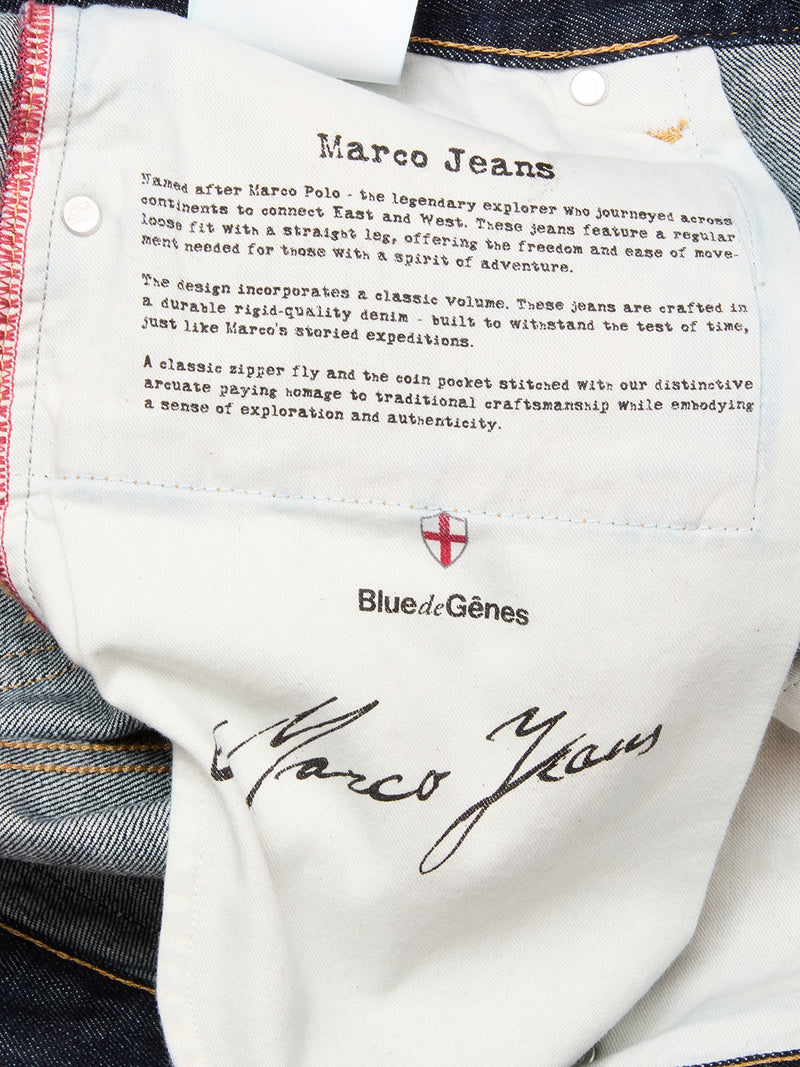 Marco Jeans
Named after Marco Polo - the legendary explorer who journeyed across
continents to connect East and West. These jeans feature a regular
loose fit with a straight leg, offering the freedom and ease of move-
ment needed for those with a spirit of adventure.
The design incorporates a classic volume. These jeans are crafted in
a durable rigid-quality denim - built to withstand the test of time,
just like Marco's storied expeditions.
A classic zipper fly and the coin pocket stitched with our distinctive
arcuate paying homage to traditional craftsmanship while embodying
a sense of exploration and authenticity.
BluedeGênes
Marco Jeans